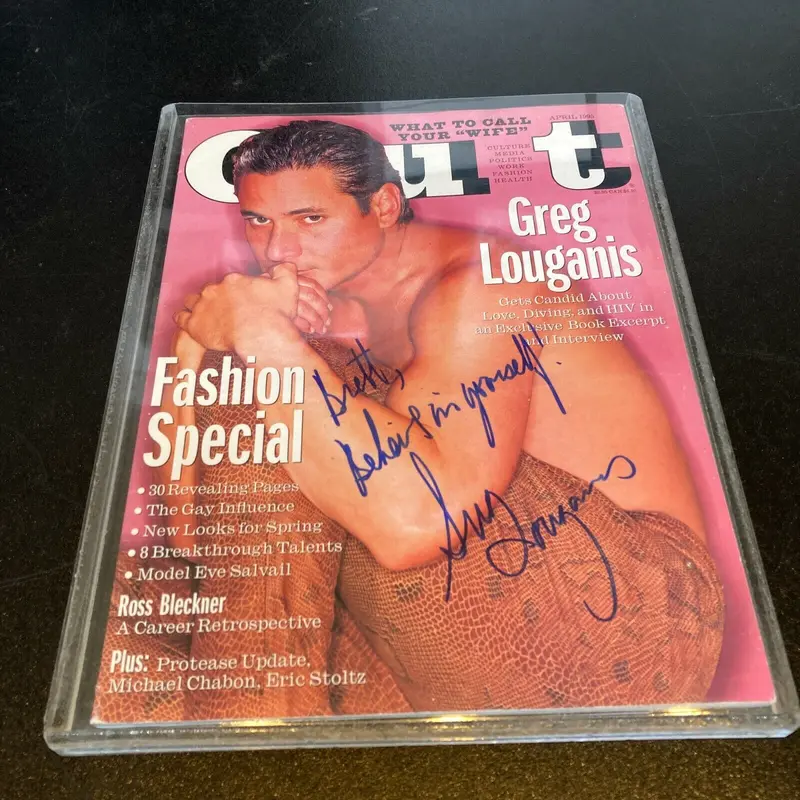 WHAT TO CALL
YOUR "WIFE"
APRIL 1995
Out
CULTURE
MEDIA
POLITICS
WORK
FASHION
HEALTH
Greg
Louganis
Gets Candid About
Love, Diving, and HIV in
an Exclusive Book Excerpt
and Interview
Fashion
Special
• 30 Revealing Pages
• The Gay Influence
• New Looks for Spring
• 8 Breakthrough Talents
• Model Eve Salvail
Ross Bleckner
A Career Retrospective
Plus: Protease Update,
Michael Chabon, Eric Stoltz
Brett,
Believe in yourself.
Greg
Louganis